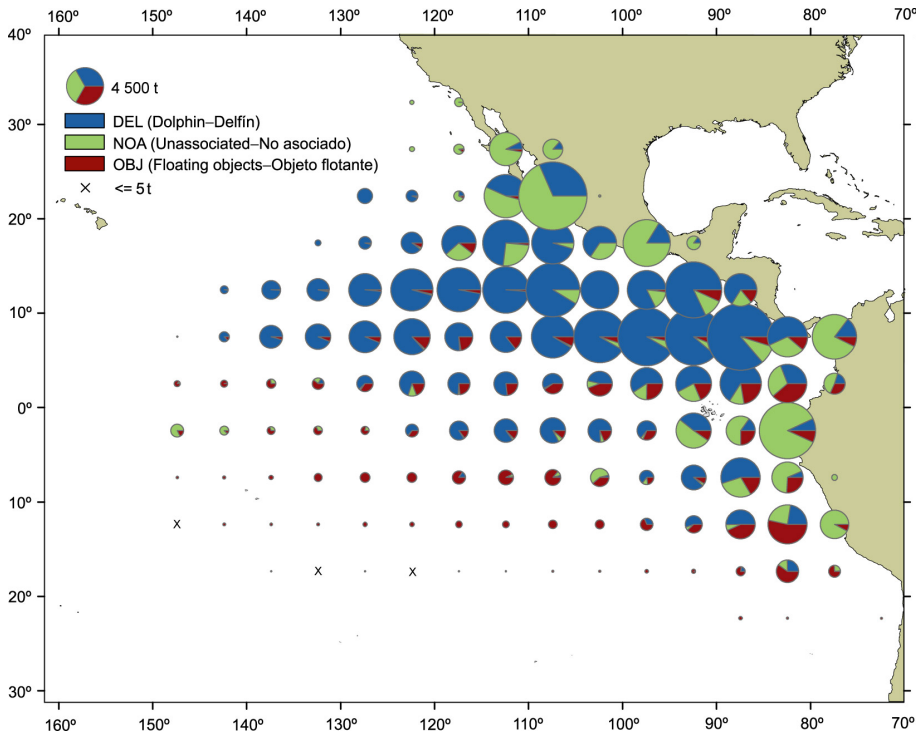 160º 150º 140º 130º 120º 110º 100º 90º 80º 70º
40º
4 500 t
DEL (Dolphin–Delfín)
30º
NOA (Unassociated–No asociado)
OBJ (Floating objects–Objeto flotante)
X <= 5 t
20º
10º
0º
10º
X
X X
20º
30º
160º 150º 140º 130º 120º 110º 100º 90º 80º 70º